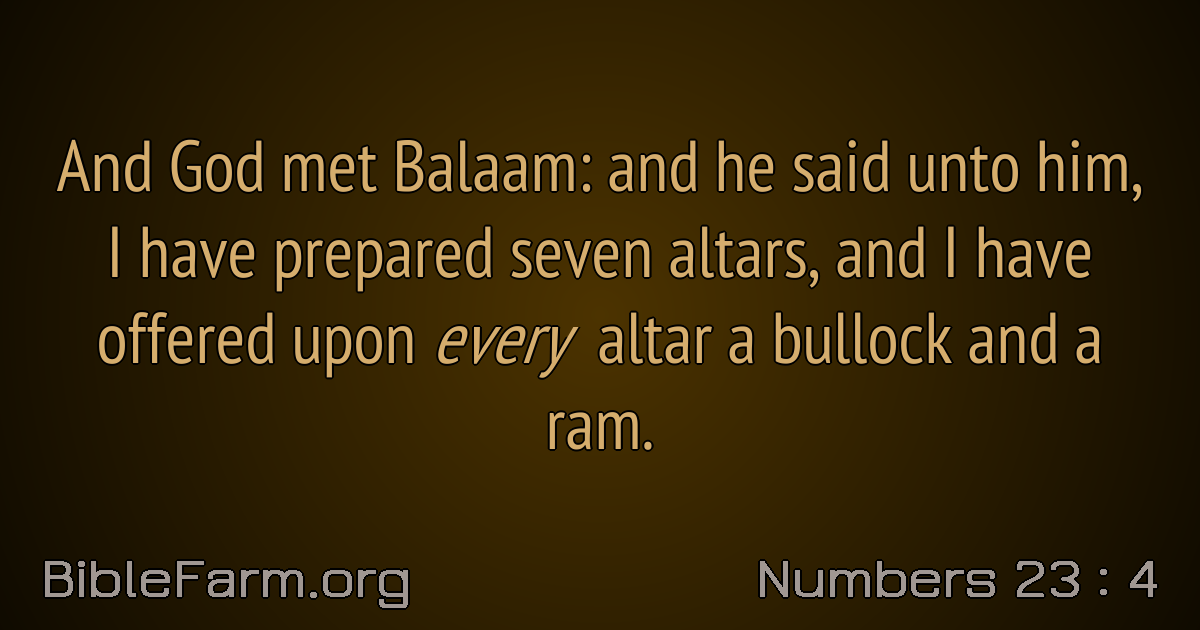 And God met Balaam: and he said unto him,
I have prepared seven altars, and I have
offered upon every altar a bullock and a
ram.
BibleFarm.org
Numbers 23 : 4